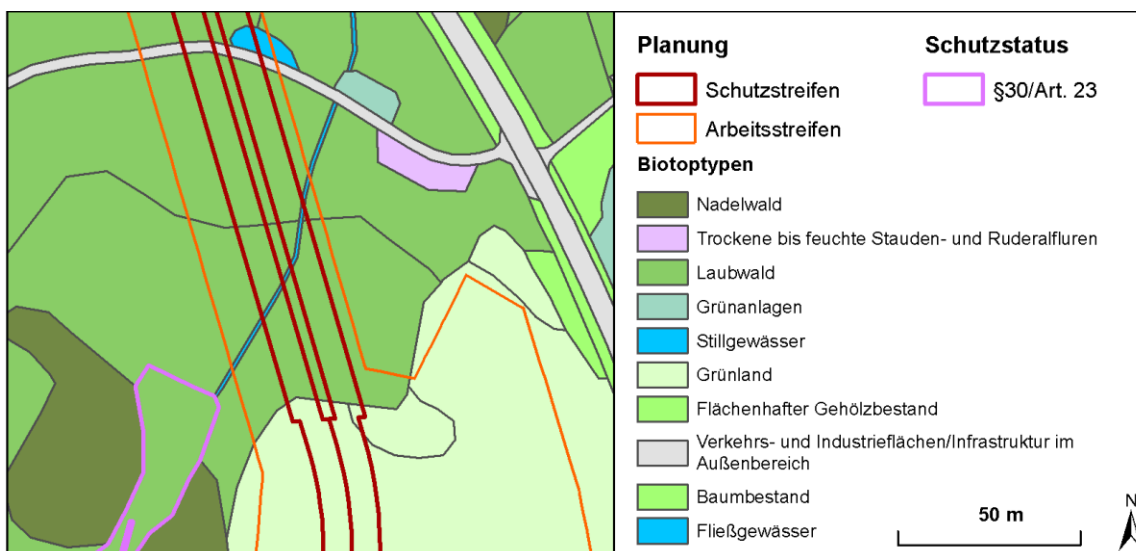 Planung
Schutzstreifen
Arbeitsstreifen
Schutzstatus
§30/Art. 23
Biotoptypen
Nadelwald
Trockene bis feuchte Stauden- und Ruderalfluren
Laubwald
Grünanlagen
Stillgewässer
Grünland
Flächenhafter Gehölzbestand
Verkehrs- und Industrieflächen/Infrastruktur im
Außenbereich
Baumbestand
Fließgewässer
50 m
N